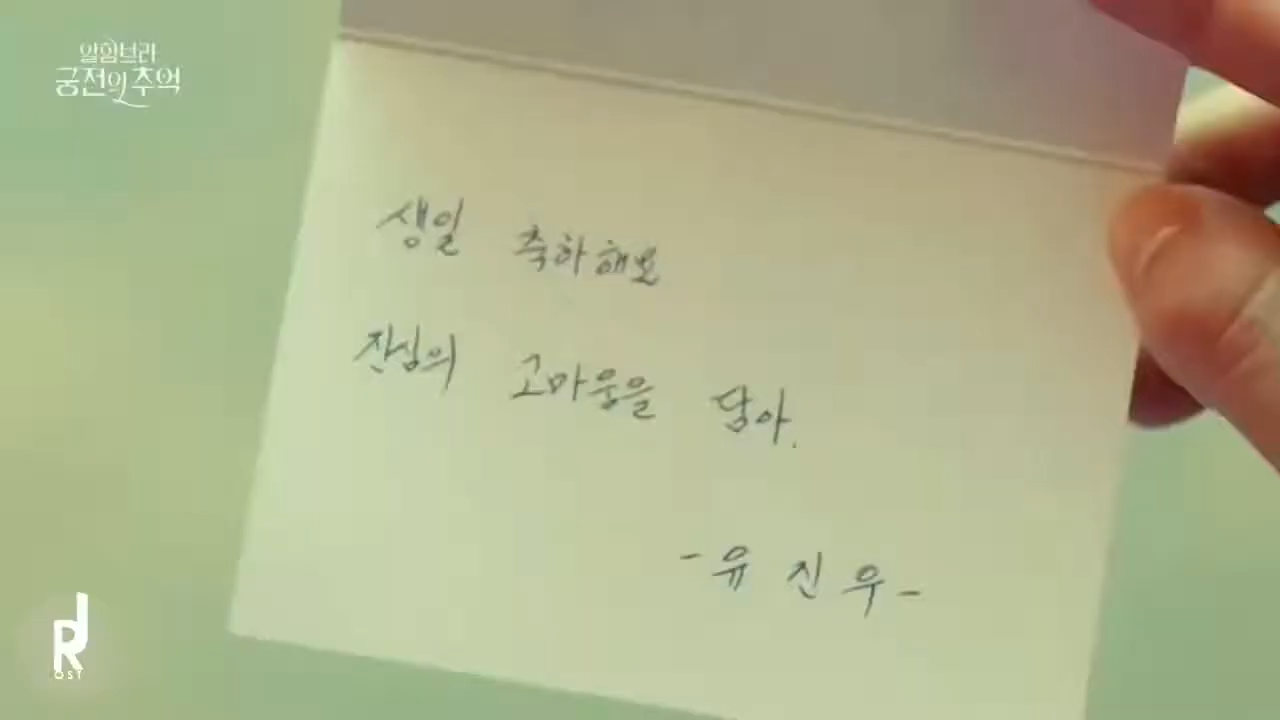 알함브라
궁전의 추억
생일 축하해요
진심의 고마움을 담아.
-유진우-
JR
OST